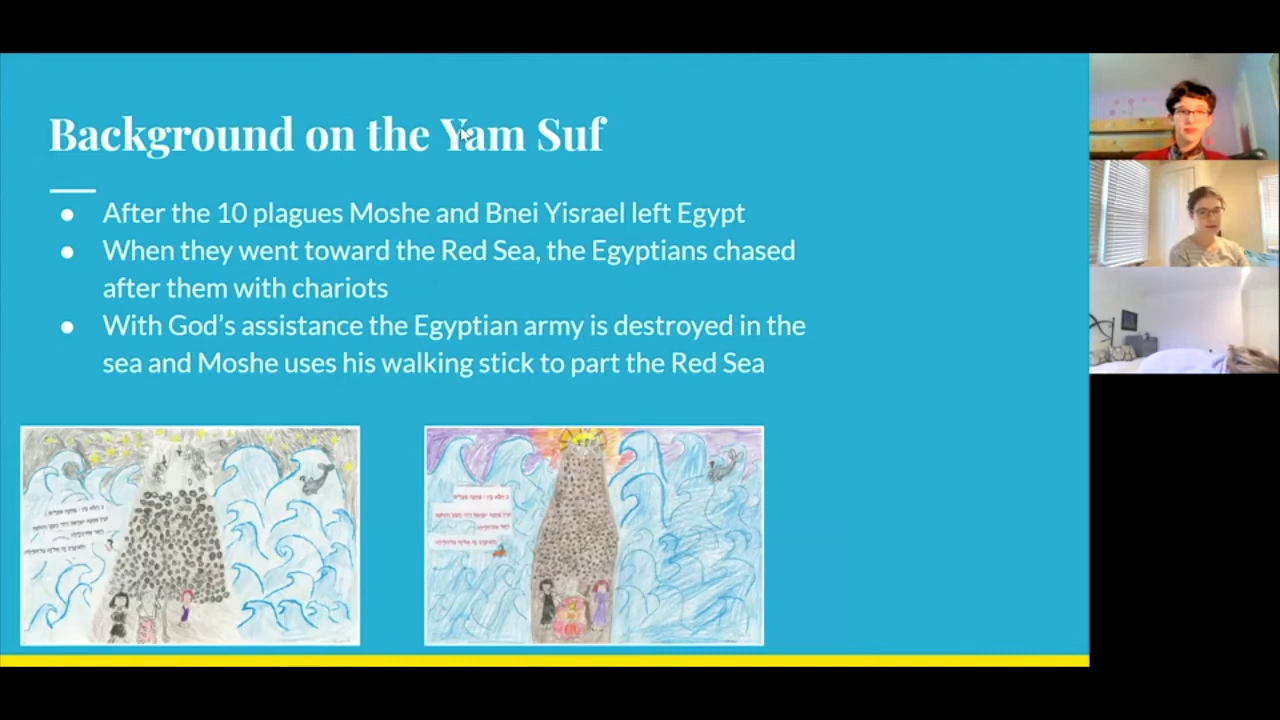 Background on the Yam Suf
● After the 10 plagues Moshe and Bnei Yisrael left Egypt
● When they went toward the Red Sea, the Egyptians chased
after them with chariots
● With God’s assistance the Egyptian army is destroyed in the
sea and Moshe uses his walking stick to part the Red Sea